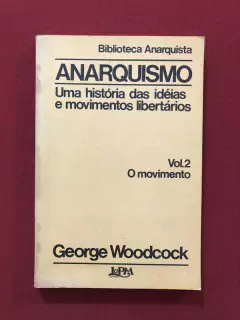 Biblioteca Anarquista
ANARQUISMO
Uma história das idéias
e movimentos libertários
Vol.2
O movimento
George Woodcock
L&PM